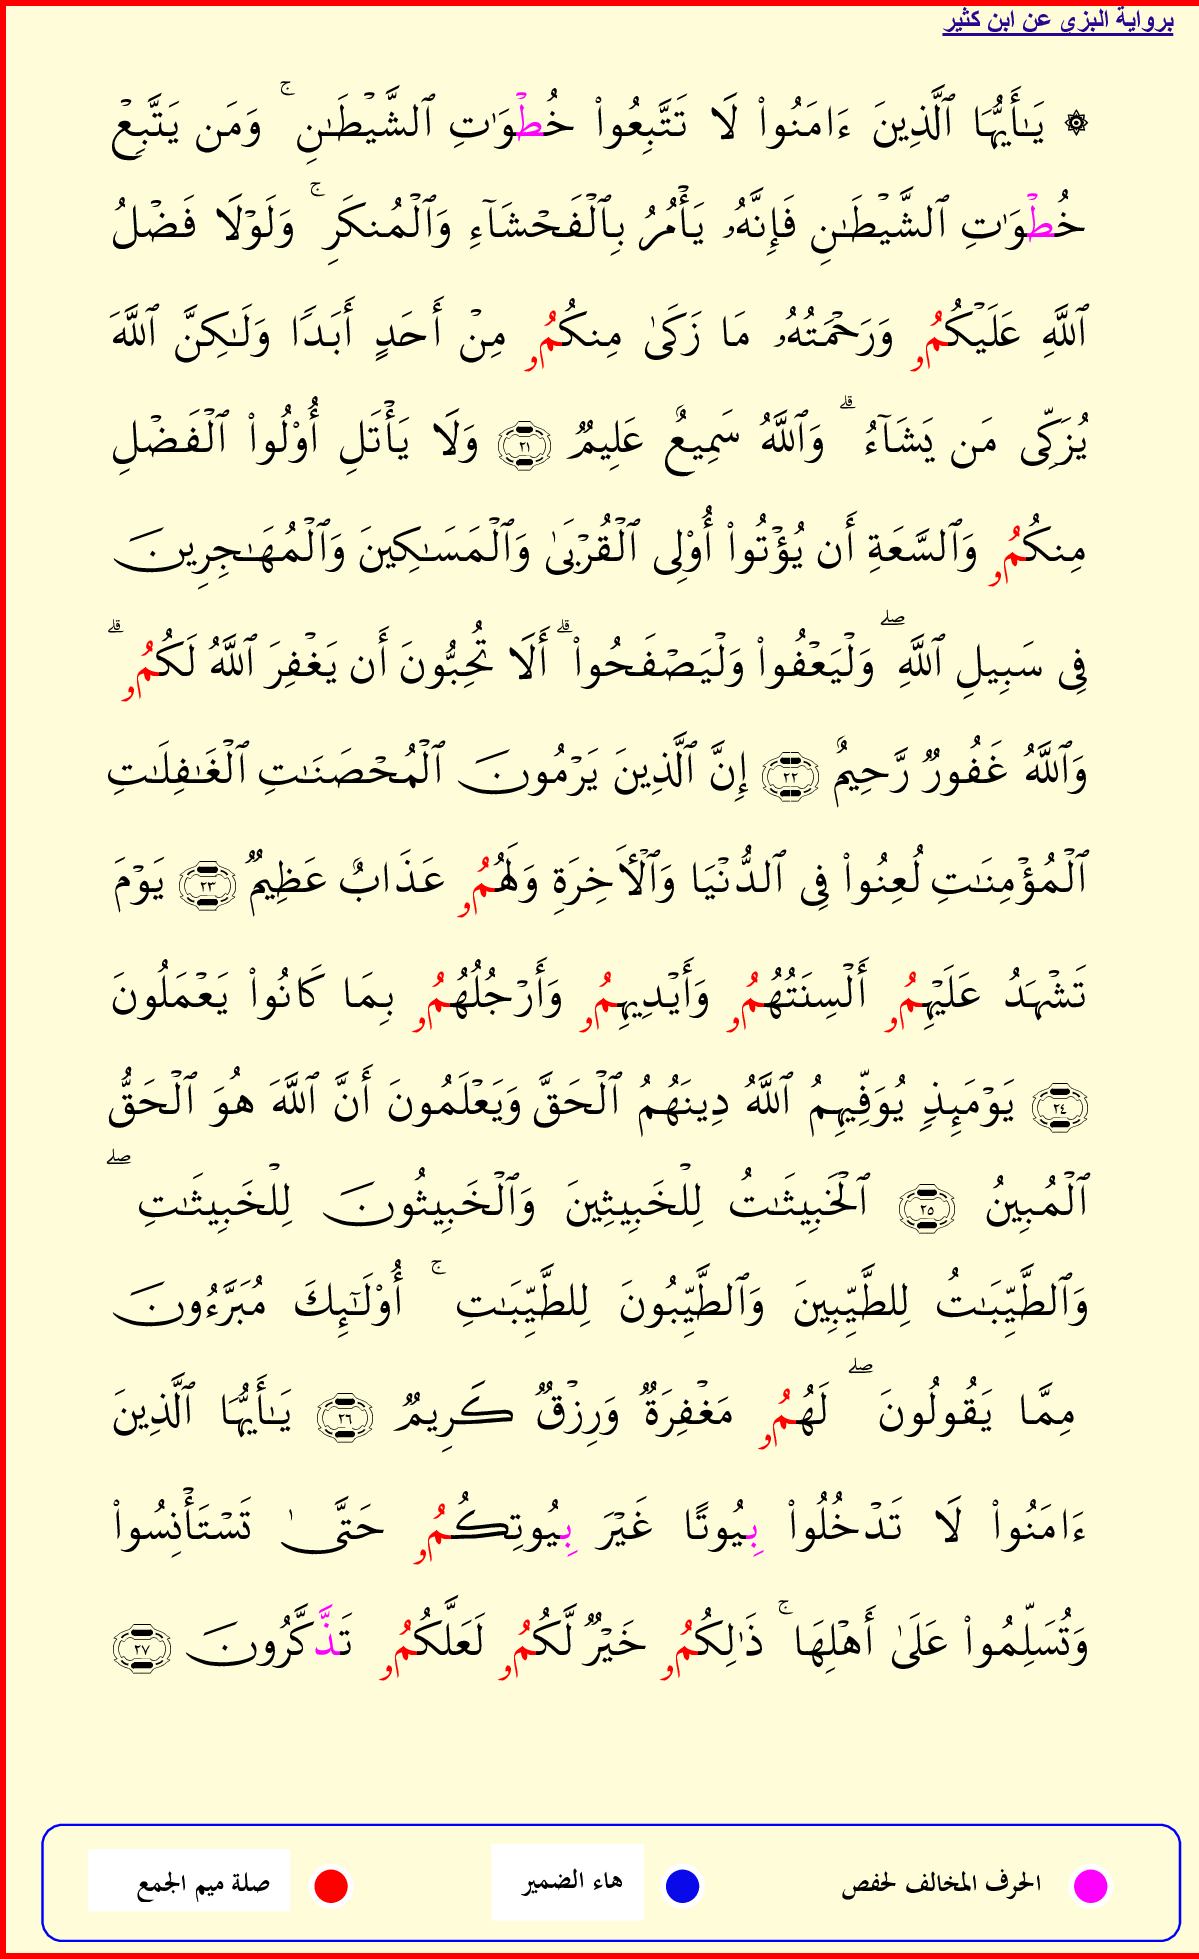 برواية البزي عن ابن كثير
۞ يَـٰٓأَيُّهَا ٱلَّذِينَ ءَامَنُوا۟ لَا تَتَّبِعُوا۟ خُطْوَٰتِ ٱلشَّيْطَـٰنِ ۚ وَمَن يَتَّبِعْ
خُطْوَٰتِ ٱلشَّيْطَـٰنِ فَإِنَّهُۥ يَأْمُرُ بِٱلْفَحْشَآءِ وَٱلْمُنكَرِ ۚ وَلَوْلَا فَضْلُ
ٱللَّهِ عَلَيْكُمُۥ وَرَحْمَتُهُۥ مَا زَكَىٰ مِنكُمُۥ مِنْ أَحَدٍ أَبَدًا وَلَـٰكِنَّ ٱللَّهَ
يُزَكِّى مَن يَشَآءُ ۗ وَٱللَّهُ سَمِيعٌ عَلِيمٌ ٢١ وَلَا يَأْتَلِ أُو۟لُوا۟ ٱلْفَضْلِ
مِنكُمُۥ وَٱلسَّعَةِ أَن يُؤْتُوا۟ أُو۟لِى ٱلْقُرْبَىٰ وَٱلْمَسَـٰكِينَ وَٱلْمُهَـٰجِرِينَ
فِى سَبِيلِ ٱللَّهِ ۖ وَلْيَعْفُوا۟ وَلْيَصْفَحُوا۟ ۗ أَلَا تُحِبُّونَ أَن يَغْفِرَ ٱللَّهُ لَكُمُۥ ۗ
وَٱللَّهُ غَفُورٌ رَّحِيمٌ ٢٢ إِنَّ ٱلَّذِينَ يَرْمُونَ ٱلْمُحْصَنَـٰتِ ٱلْغَـٰفِلَـٰتِ
ٱلْمُؤْمِنَـٰتِ لُعِنُوا۟ فِى ٱلدُّنْيَا وَٱلْأَخِرَةِ وَلَهُمُۥ عَذَابٌ عَظِيمٌ ٢٣ يَوْمَ
تَشْهَدُ عَلَيْهِمُۥ أَلْسِنَتُهُمُۥ وَأَيْدِيهِمُۥ وَأَرْجُلُهُمُۥ بِمَا كَانُوا۟ يَعْمَلُونَ
٢٤ يَوْمَئِذٍ يُوَفِّيهِمُ ٱللَّهُ دِينَهُمُ ٱلْحَقَّ وَيَعْلَمُونَ أَنَّ ٱللَّهَ هُوَ ٱلْحَقُّ
ٱلْمُبِينُ ٢٥ ٱلْخَبِيثَـٰتُ لِلْخَبِيثِينَ وَٱلْخَبِيثُونَ لِلْخَبِيثَـٰتِ ۖ
وَٱلطَّيِّبَـٰتُ لِلطَّيِّبِينَ وَٱلطَّيِّبُونَ لِلطَّيِّبَـٰتِ ۚ أُو۟لَـٰٓئِكَ مُبَرَّءُونَ
مِمَّا يَقُولُونَ ۖ لَهُمُۥ مَغْفِرَةٌ وَرِزْقٌ كَرِيمٌ ٢٦ يَـٰٓأَيُّهَا ٱلَّذِينَ
ءَامَنُوا۟ لَا تَدْخُلُوا۟ بِيُوتًا غَيْرَ بِيُوتِكُمُۥ حَتَّىٰ تَسْتَأْنِسُوا۟
وَتُسَلِّمُوا۟ عَلَىٰ أَهْلِهَا ۚ ذَٰلِكُمُۥ خَيْرٌ لَّكُمُۥ لَعَلَّكُمُۥ تَذَّكَّرُونَ ٢٧
الحرف المخالف لحفص
هاء الضمير
صلة ميم الجمع